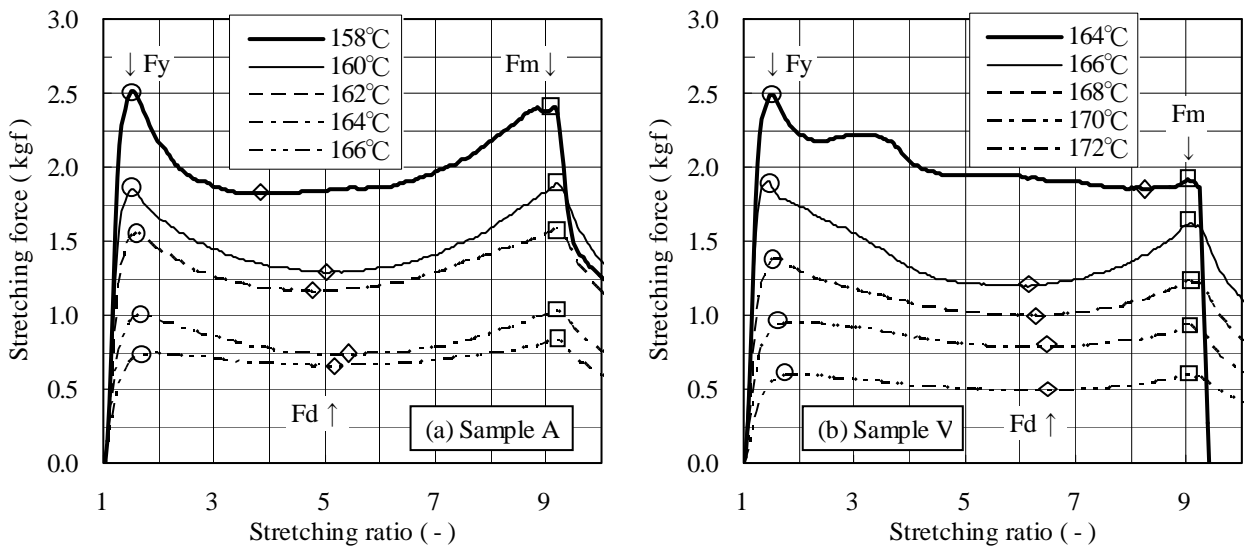 3.0
2.5
2.0
1.5
1.0
0.5
0.0
Stretching force ( kgf )
158℃
160℃
162℃
164℃
166℃
↓ Fy
Fm ↓
Fd ↑
(a) Sample A
1 3 5 7 9
Stretching ratio ( - )
3.0
2.5
2.0
1.5
1.0
0.5
0.0
Stretching force ( kgf )
164℃
166℃
168℃
170℃
172℃
↓ Fy
Fm
↓
Fd ↑
(b) Sample V
1 3 5 7 9
Stretching ratio ( - )